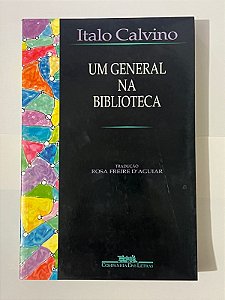 Italo Calvino
UM GENERAL
NA
BIBLIOTECA
TRADUÇÃO
ROSA FREIRE D'AGUIAR
COMPANHIA DAS LETRAS